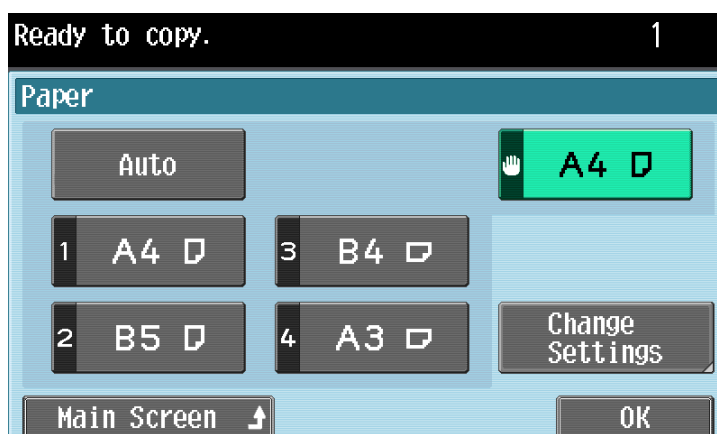 Ready to copy. 1
Paper
Auto A4
1 A4 3 B4
2 B5 4 A3
Change
Settings
Main Screen OK